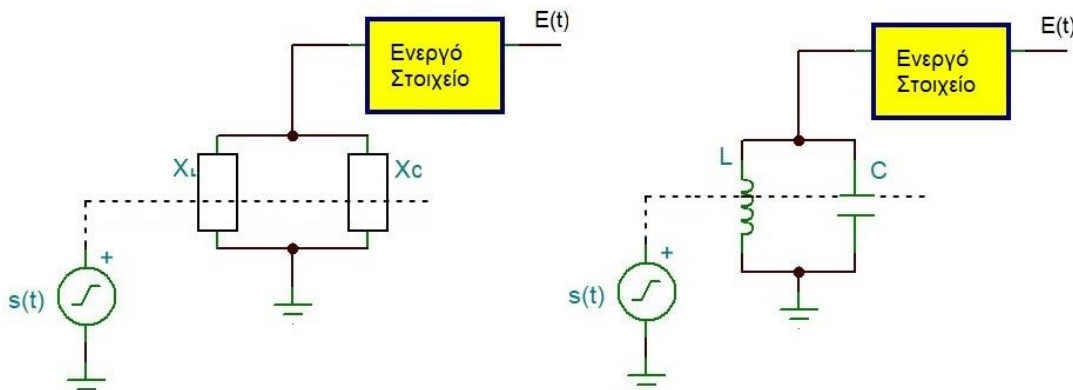 E(t)
Ενεργό
Στοιχείο
XL
XC
s(t)
+
E(t)
Ενεργό
Στοιχείο
L
C
s(t)
+